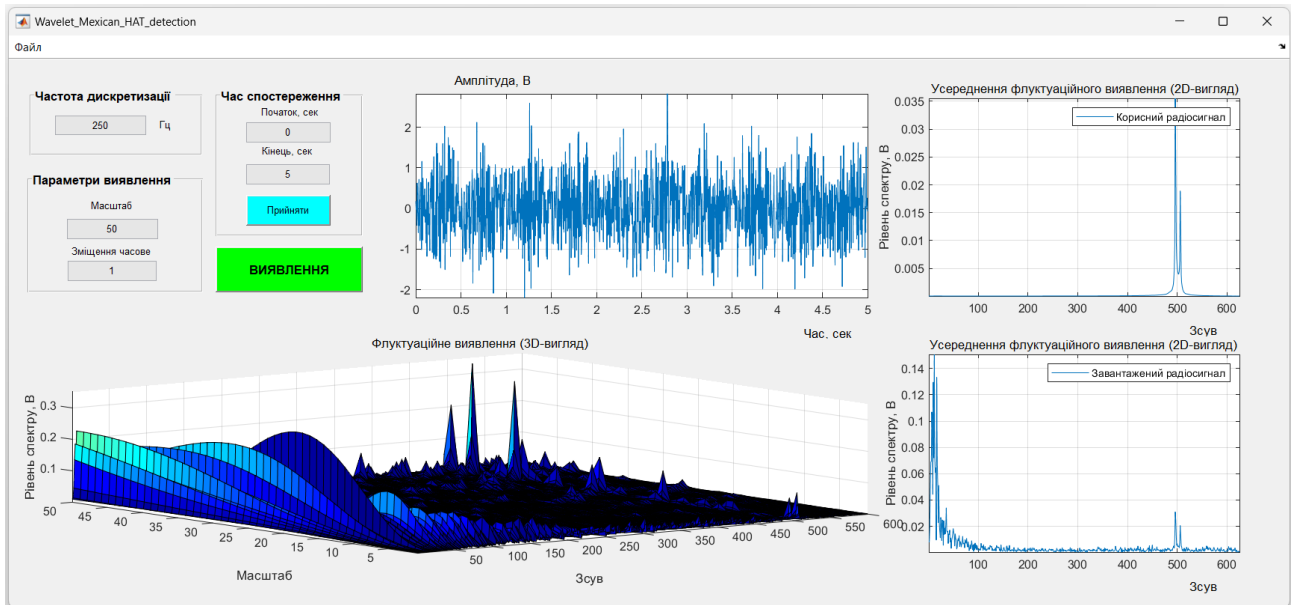 Wavelet_Mexican_HAT_detection
Файл
Частота дискретизації
250 Гц
Параметри виявлення
Масштаб
50
Зміщення часове
1
Час спостереження
Початок, сек
0
Кінець, сек
5
Прийняти
ВИЯВЛЕННЯ
Амплітуда, В
2
1
0
-1
-2
0 0.5 1 1.5 2 2.5 3 3.5 4 4.5 5
Час, сек
Усереднення флуктуаційного виявлення (2D-вигляд)
Корисний радіосигнал
Рівень спектру, В
0.035
0.03
0.025
0.02
0.015
0.01
0.005
100 200 300 400 500 600
Зсув
Флуктуаційне виявлення (3D-вигляд)
Рівень спектру, В
0.3
0.2
0.1
50 45 40 35 30 25 20 15 10 5
Масштаб
50 100 150 200 250 300 350 400 450 500 550 600
Зсув
Усереднення флуктуаційного виявлення (2D-вигляд)
Завантажений радіосигнал
Рівень спектру, В
0.14
0.12
0.1
0.08
0.06
0.04
0.02
100 200 300 400 500 600
Зсув